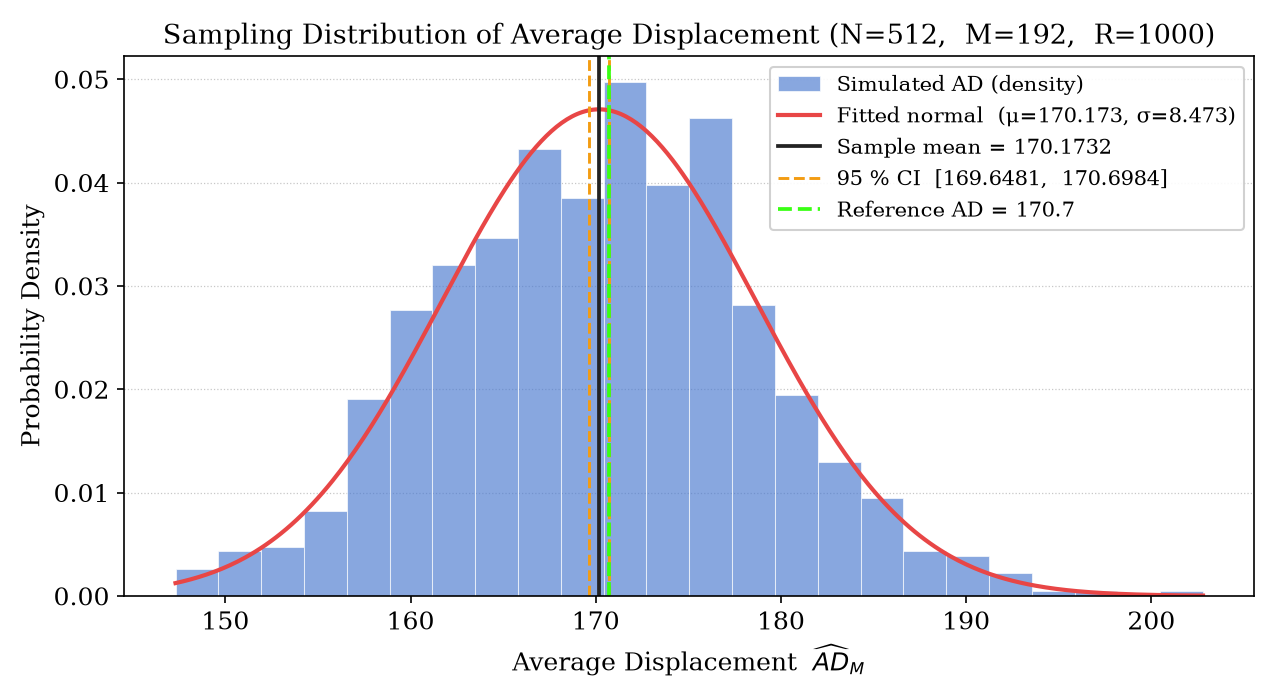 Sampling Distribution of Average Displacement (N=512,  M=192,  R=1000)
Probability Density
0.05
0.04
0.03
0.02
0.01
0.00
Simulated AD (density)
Fitted normal  (μ=170.173, σ=8.473)
Sample mean = 170.1732
95 % CI  [169.6481,  170.6984]
Reference AD = 170.7
150 160 170 180 190 200
Average Displacement  $\widehat{AD}_M$